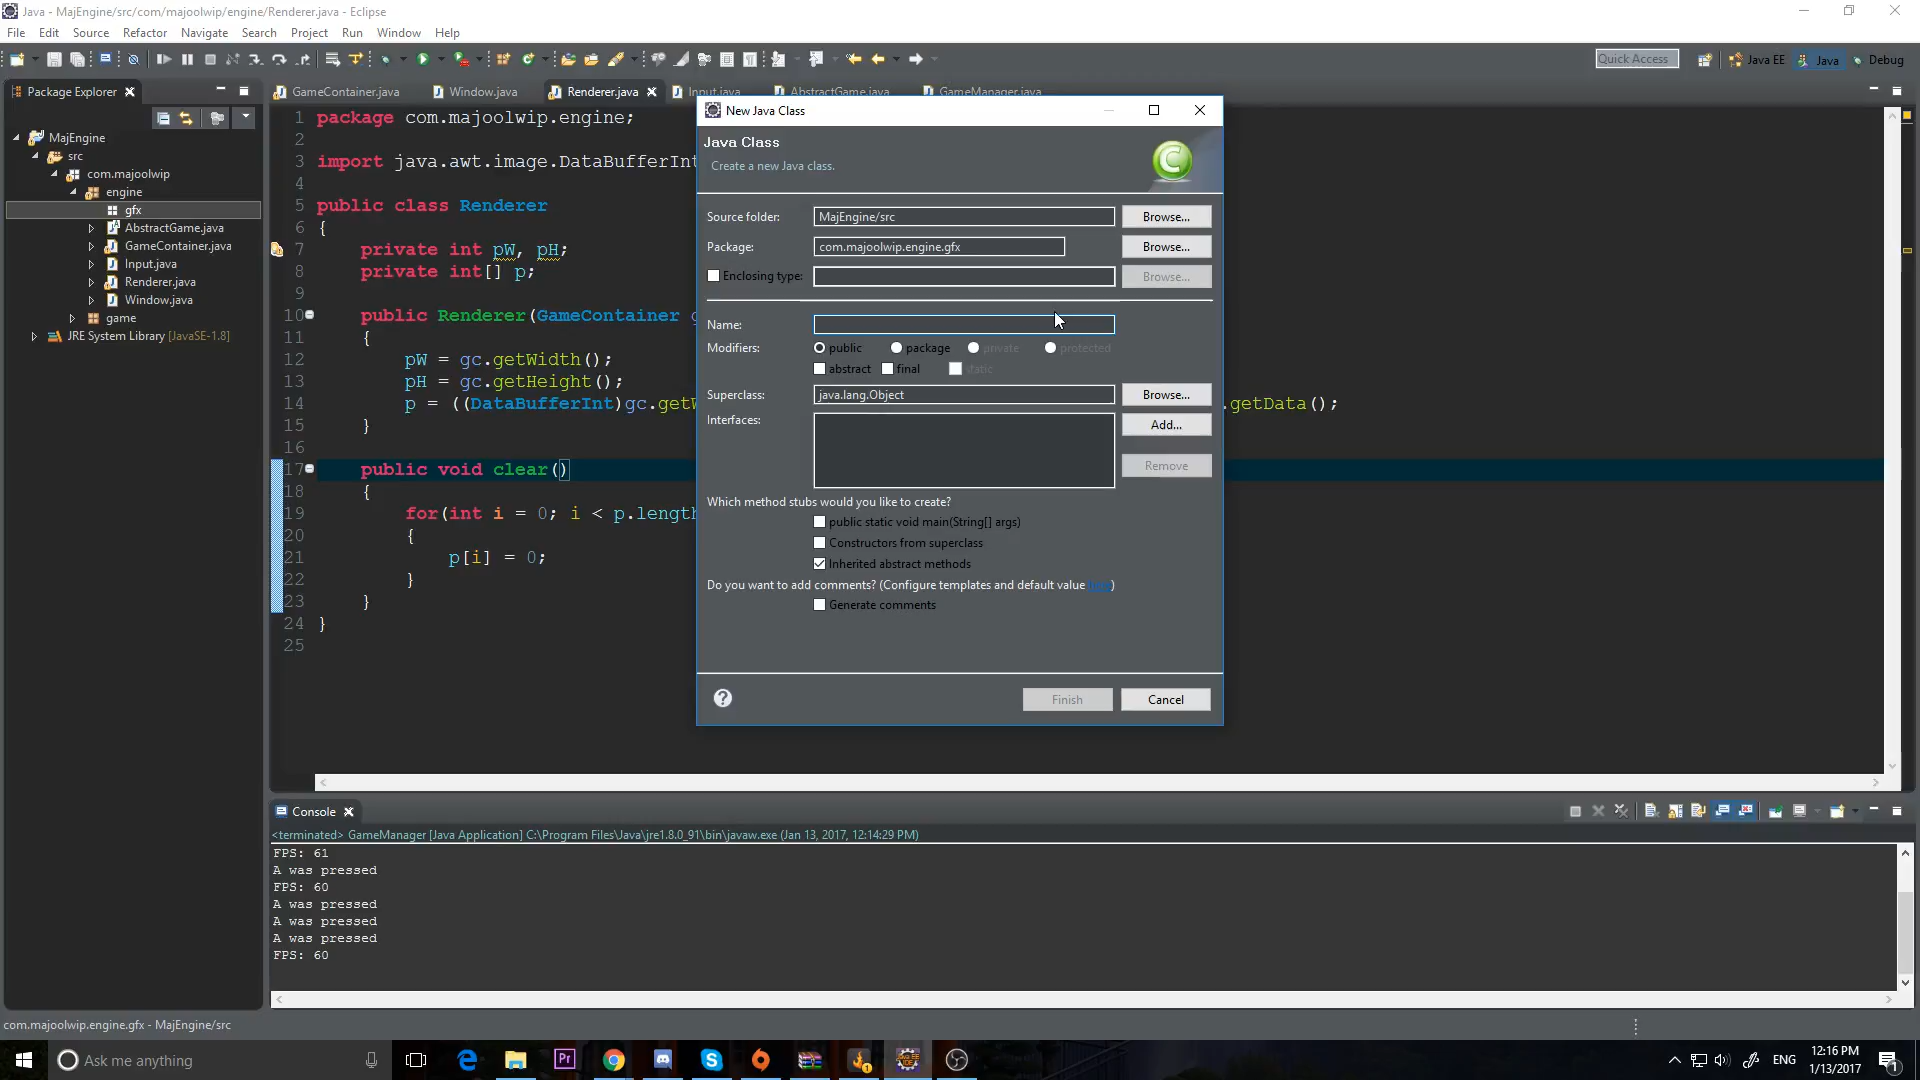 Java - MajEngine/src/com/majoolwip/engine/Renderer.java - Eclipse
File Edit Source Refactor Navigate Search Project Run Window Help
Quick Access Java EE Java Debug
Package Explorer
GameContainer.java Window.java Renderer.java Input.java AbstractGame.java GameManager.java
MajEngine
src
com.majoolwip
engine
gfx
AbstractGame.java
GameContainer.java
Input.java
Renderer.java
Window.java
game
JRE System Library [JavaSE-1.8]
1 package com.majoolwip.engine;
2
3 import java.awt.image.DataBufferInt
4
5 public class Renderer
6 {
7 private int pW, pH;
8 private int[] p;
9
10 public Renderer(GameContainer g
11 {
12 pW = gc.getWidth();
13 pH = gc.getHeight();
14 p = ((DataBufferInt)gc.getW .getData();
15 }
16
17 public void clear()
18 {
19 for(int i = 0; i < p.length
20 {
21 p[i] = 0;
22 }
23 }
24 }
25
New Java Class
Java Class
Create a new Java class.
Source folder: MajEngine/src Browse...
Package: com.majoolwip.engine.gfx Browse...
Enclosing type: Browse...
Name:
Modifiers: public package private protected
abstract final static
Superclass: java.lang.Object Browse...
Interfaces: Add...
Remove
Which method stubs would you like to create?
public static void main(String[] args)
Constructors from superclass
Inherited abstract methods
Do you want to add comments? (Configure templates and default value here)
Generate comments
Finish Cancel
Console
<terminated> GameManager [Java Application] C:\Program Files\Java\jre1.8.0_91\bin\javaw.exe (Jan 13, 2017, 12:14:29 PM)
FPS: 61
A was pressed
FPS: 60
A was pressed
A was pressed
A was pressed
FPS: 60
com.majoolwip.engine.gfx - MajEngine/src
Ask me anything
ENG
12:16 PM
1/13/2017